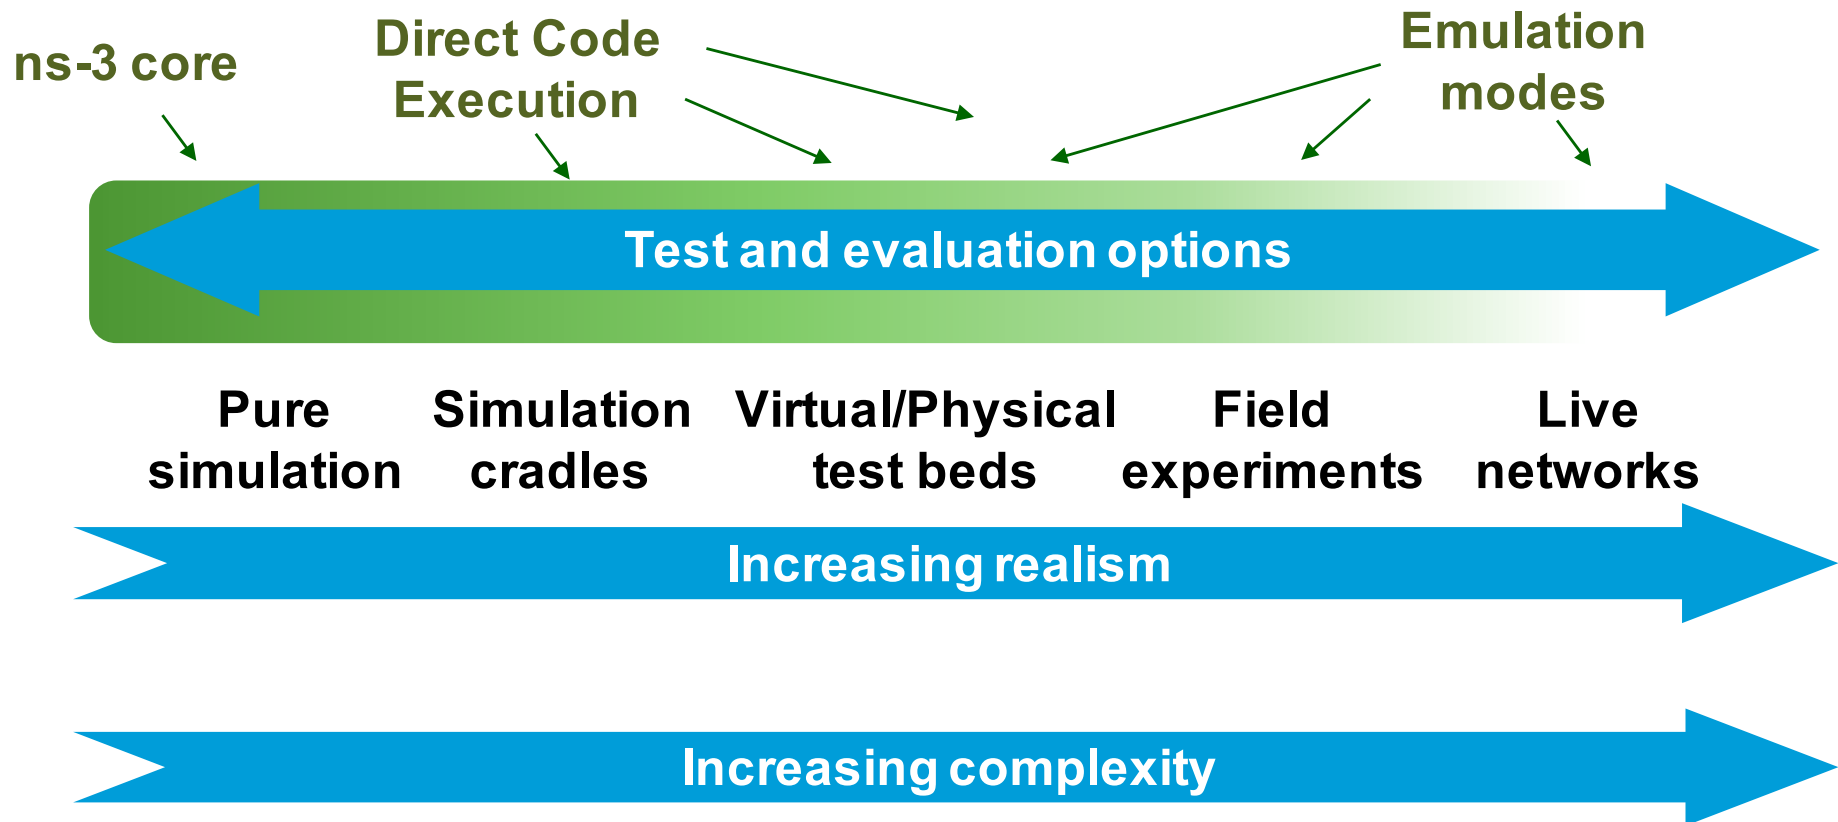 ns-3 core
Direct Code
Execution
Emulation
modes
Test and evaluation options
Pure
simulation
Simulation
cradles
Virtual/Physical
test beds
Field
experiments
Live
networks
Increasing realism
Increasing complexity